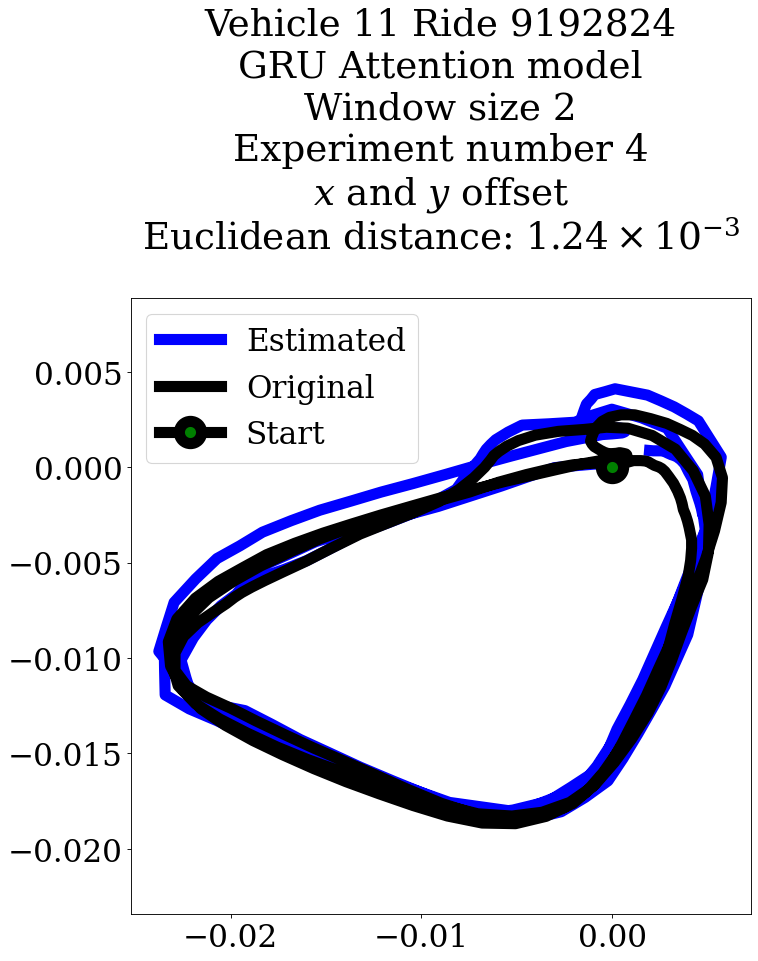 Vehicle 11 Ride 9192824
GRU Attention model
Window size 2
Experiment number 4
x and y offset
Euclidean distance: 1.24 × 10⁻³
Estimated
Original
Start
0.005
0.000
−0.005
−0.010
−0.015
−0.020
−0.02
−0.01
0.00